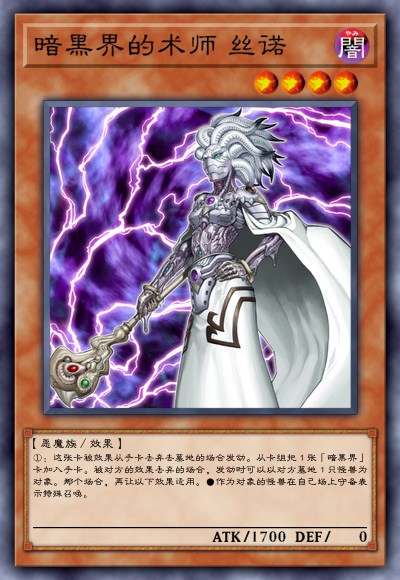 暗黑界的术师 丝诺
やみ
闇
【恶魔族／效果】
①：这张卡被效果从手卡丢弃去墓地的场合发动。从卡组把1张「暗黑界」
卡加入手卡。被对方的效果丢弃的场合，发动时可以以对方墓地1只怪兽为
对象。那个场合，再让以下效果适用。●作为对象的怪兽在自己场上守备表
示特殊召唤。
ATK/1700 DEF/ 0